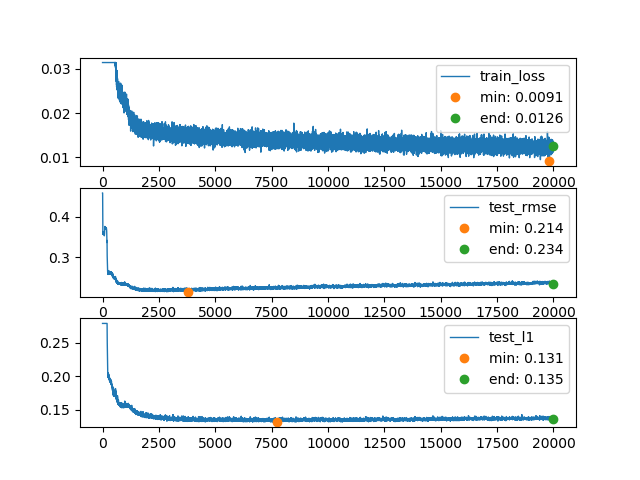 0.03
0.02
0.01
train_loss
min: 0.0091
end: 0.0126
0 2500 5000 7500 10000 12500 15000 17500 20000
0.4
0.3
test_rmse
min: 0.214
end: 0.234
0 2500 5000 7500 10000 12500 15000 17500 20000
0.25
0.20
0.15
test_l1
min: 0.131
end: 0.135
0 2500 5000 7500 10000 12500 15000 17500 20000